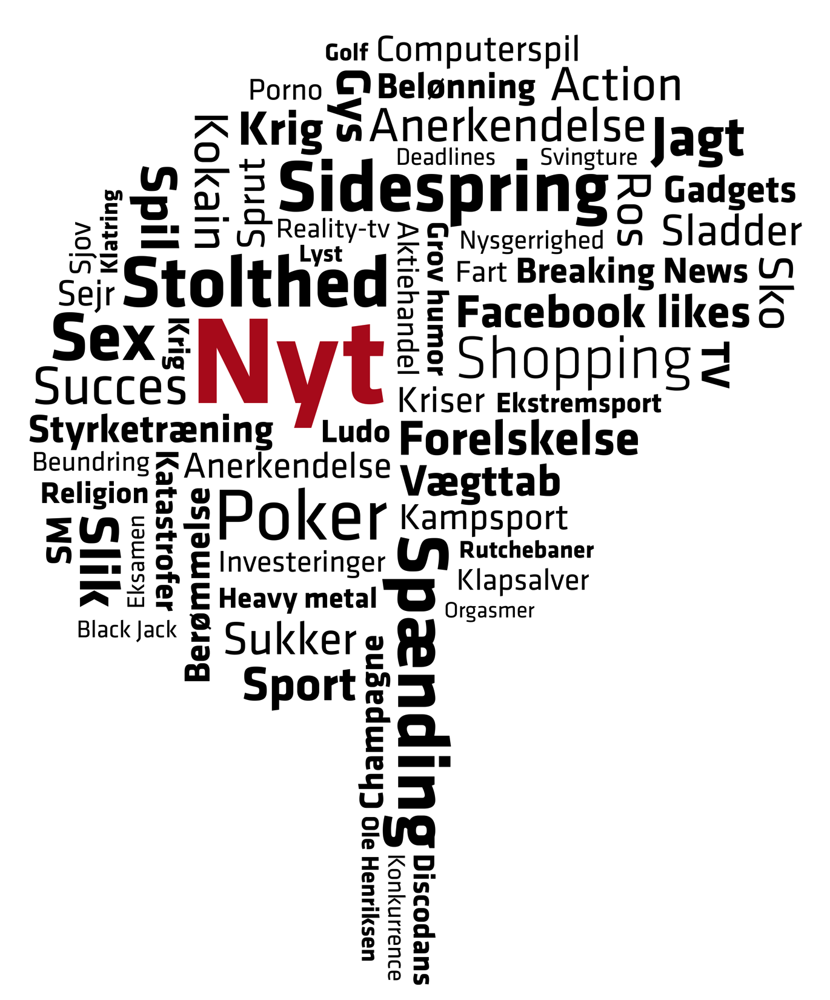 Golf
Computerspil
Porno
Gys
Belønning
Action
Kokain
Krig
Anerkendelse
Jagt
Deadlines
Svingture
Spil
Sprut
Sidespring
Ros
Gadgets
Klatring
Sjov
Reality-tv
Aktiehandel
Grov humor
Nysgerrighed
Sladder
Lyst
Sejr
Stolthed
Fart
Breaking News
Sko
Sex
Krig
Nyt
Facebook likes
Succes
Shopping
TV
Kriser
Ekstremsport
Styrketræning
Ludo
Forelskelse
Beundring
Katastrofer
Anerkendelse
Vægttab
Religion
Berømmelse
Poker
Kampsport
SM
Slik
Eksamen
Investeringer
Spænding
Rutchebaner
Klapsalver
Heavy metal
Orgasmer
Black Jack
Sukker
Champagne
Sport
Ole Henriksen
Konkurrence
Discodans